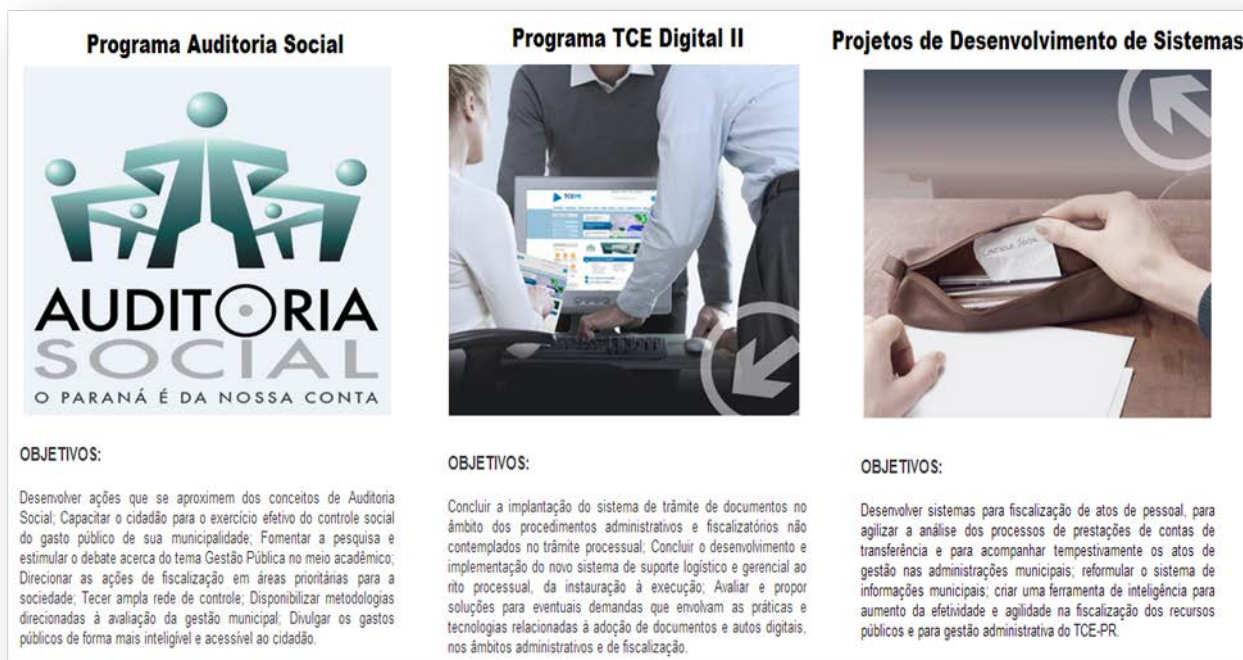 Programa Auditoria Social
AUDITORIA
SOCIAL
O PARANÁ É DA NOSSA CONTA
OBJETIVOS:
Desenvolver ações que se aproximem dos conceitos de Auditoria
Social; Capacitar o cidadão para o exercício efetivo do controle social
do gasto público de sua municipalidade; Fomentar a pesquisa e
estimular o debate acerca do tema Gestão Pública no meio acadêmico;
Direcionar as ações de fiscalização em áreas prioritárias para a
sociedade; Tecer ampla rede de controle; Disponibilizar metodologias
direcionadas à avaliação da gestão municipal; Divulgar os gastos
públicos de forma mais inteligível e acessível ao cidadão.
Programa TCE Digital II
TCEPR
OBJETIVOS:
Concluir a implantação do sistema de trâmite de documentos no
âmbito dos procedimentos administrativos e fiscalizatórios não
contemplados no trâmite processual; Concluir o desenvolvimento e
implementação do novo sistema de suporte logístico e gerencial ao
rito processual, da instauração à execução; Avaliar e propor
soluções para eventuais demandas que envolvam as práticas e
tecnologias relacionadas à adoção de documentos e autos digitais,
nos âmbitos administrativos e de fiscalização.
Projetos de Desenvolvimento de Sistemas
Controle Social
OBJETIVOS:
Desenvolver sistemas para fiscalização de atos de pessoal, para
agilizar a análise dos processos de prestações de contas de
transferência e para acompanhar tempestivamente os atos de
gestão nas administrações municipais; reformular o sistema de
informações municipais; criar uma ferramenta de inteligência para
aumento da efetividade e agilidade na fiscalização dos recursos
públicos e para gestão administrativa do TCE-PR.